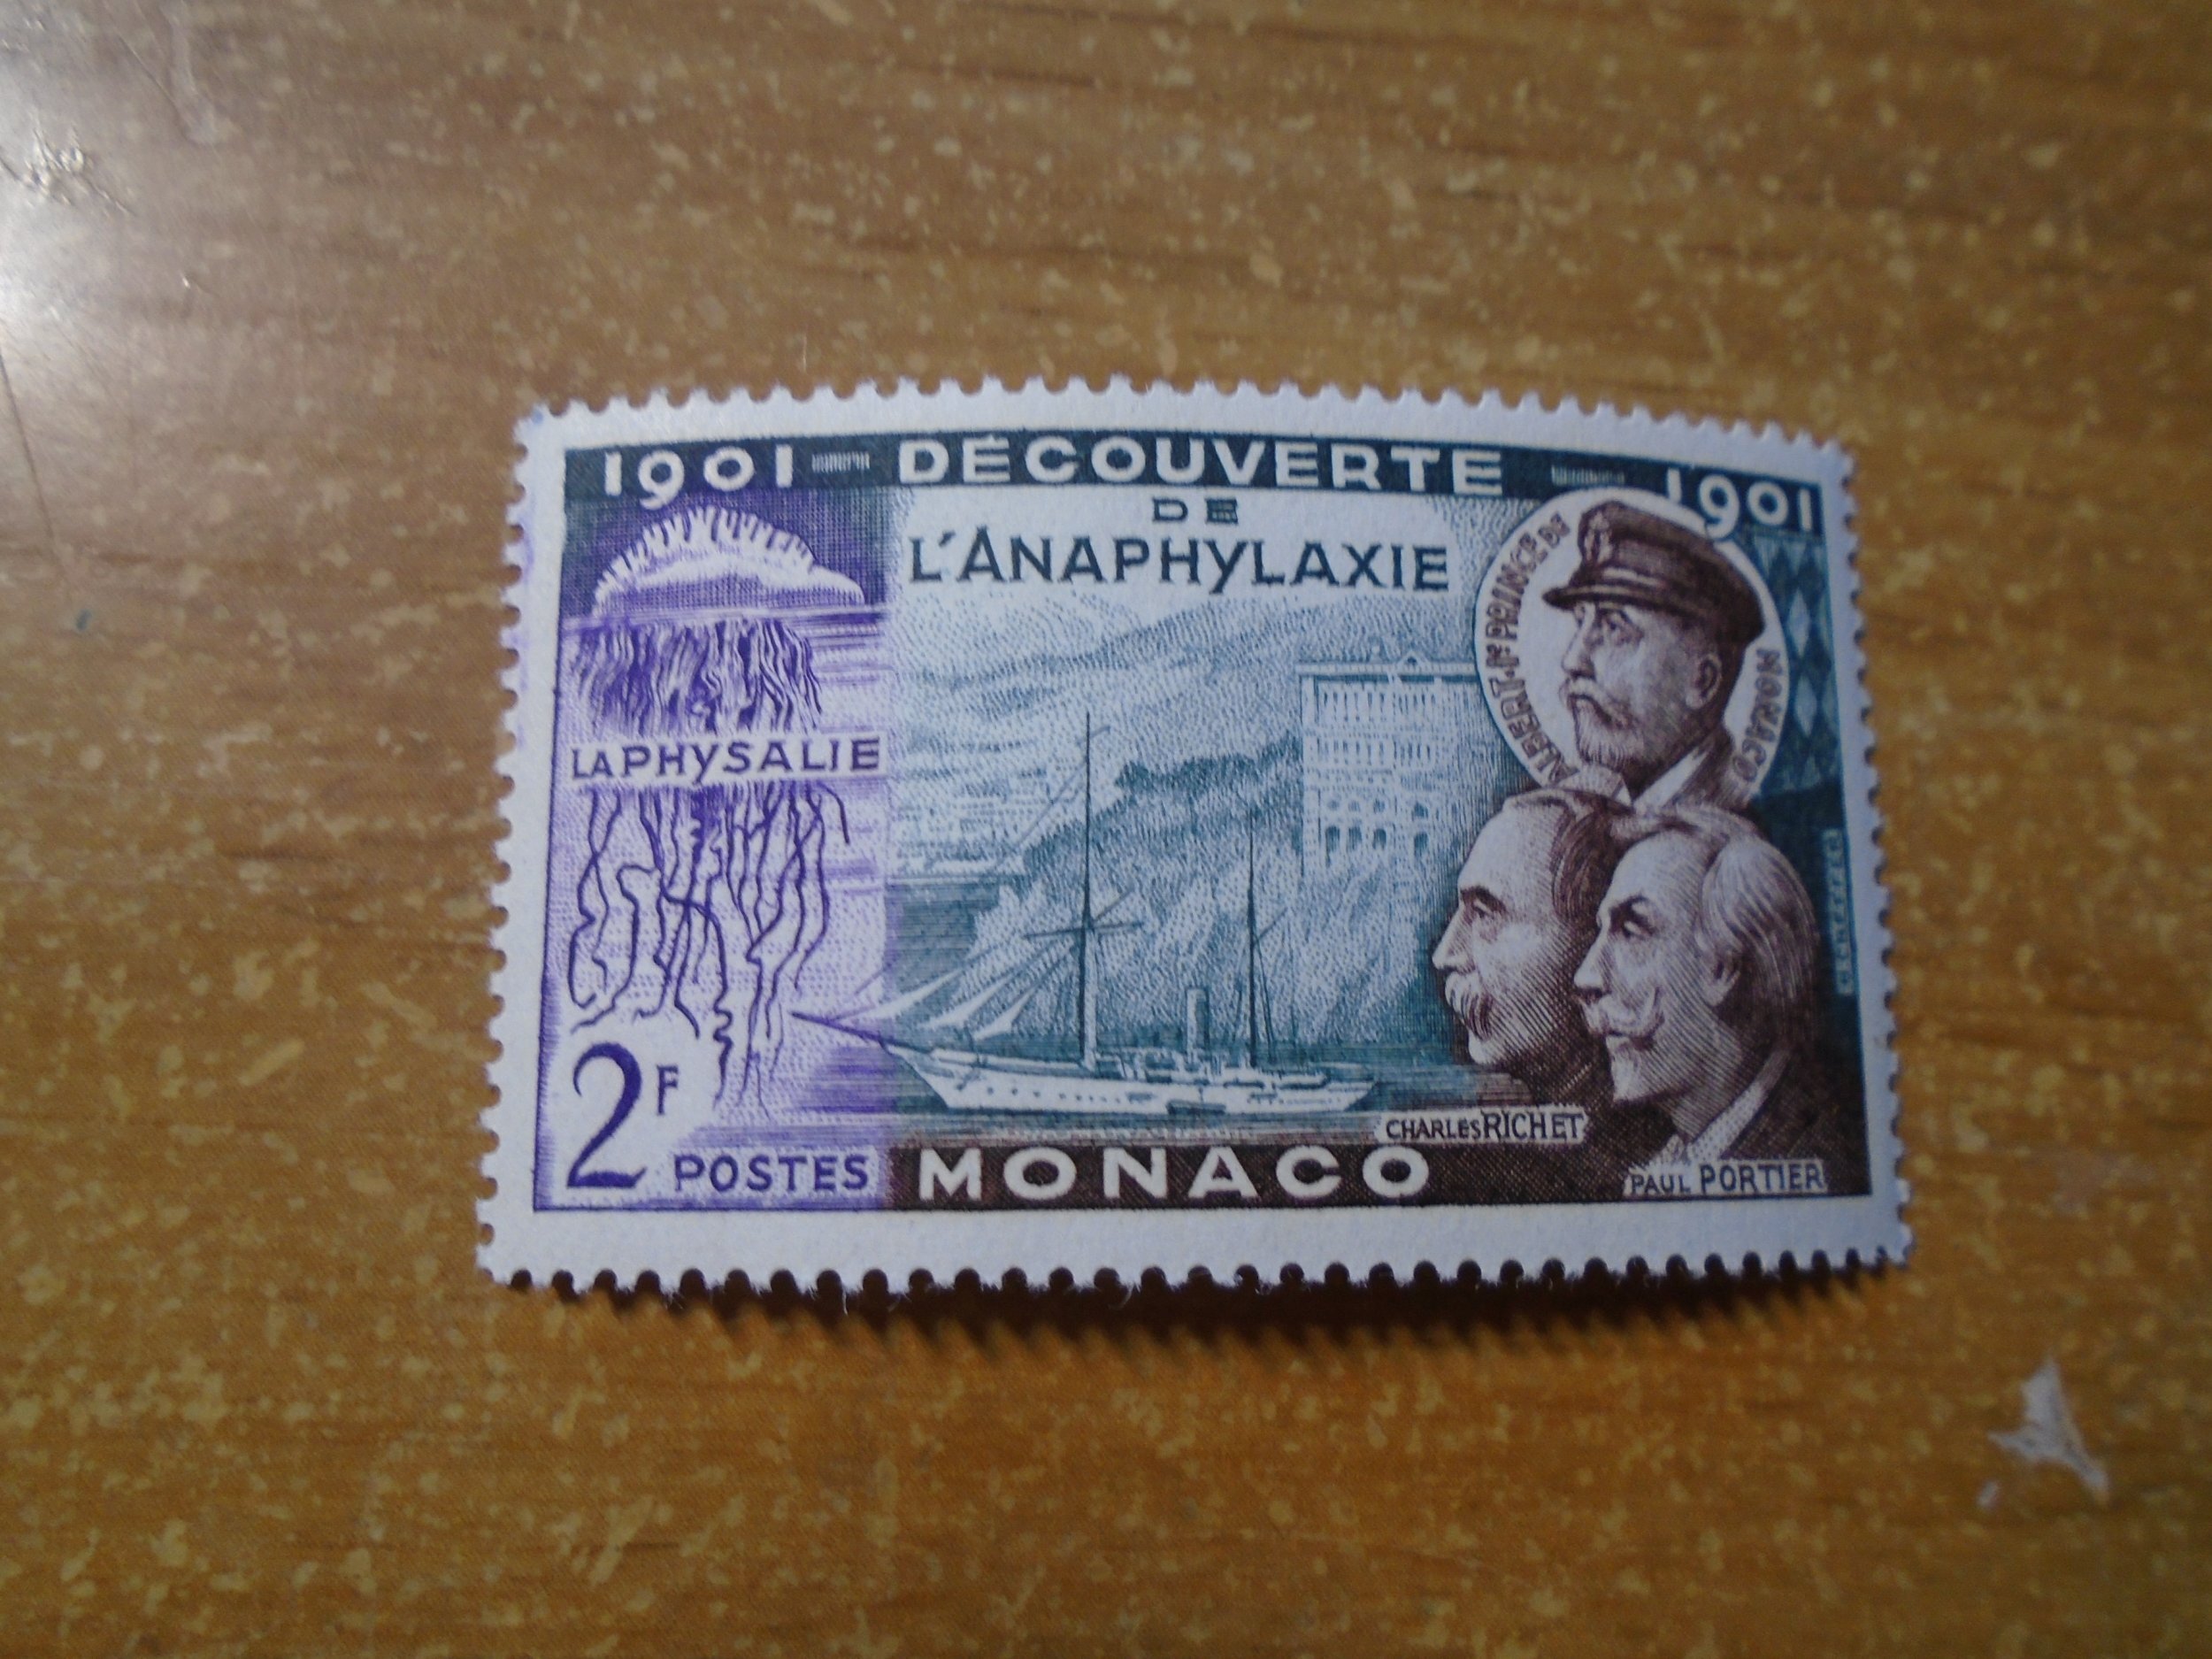 1901 DÉCOUVERTE 1901
DE
L'ANAPHYLAXIE
ALBERT Iᵉʳ PRINCE DE MONACO
LA PHYSALIE
2F
POSTES
MONACO
CHARLES RICHET
PAUL PORTIER